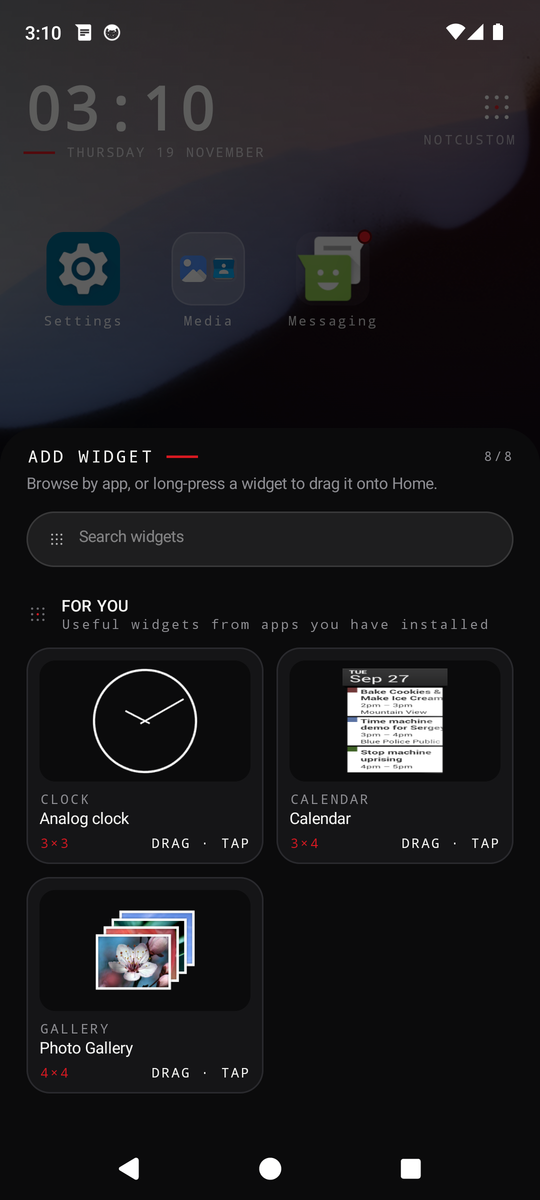 3:10
03:10
THURSDAY 19 NOVEMBER
NOTCUSTOM
Settings
Media
Messaging
ADD WIDGET
8/8
Browse by app, or long-press a widget to drag it onto Home.
Search widgets
FOR YOU
Useful widgets from apps you have installed
CLOCK
Analog clock
3×3
DRAG · TAP
TUE
Sep 27
Bake Cookies &
Make Ice Cream
2pm – 3pm
Mountain View
Time machine
demo for Sergey
3pm – 4pm
Blue Police Public
Stop machine
uprising
4pm – 5pm
CALENDAR
Calendar
3×4
DRAG · TAP
GALLERY
Photo Gallery
4×4
DRAG · TAP